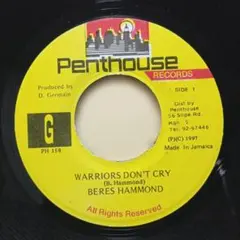 Penthouse
RECORDS
Produced by
D. Germain
SIDE 1
G
PH 118
Dist by
Penthouse
56 Slipe Rd.
Kgn 5
Tel. 92-67446
(P)(C) 1997
Made In Jamaica
WARRIORS DON'T CRY
(B. Hammond)
BERES HAMMOND
All Rights Reserved